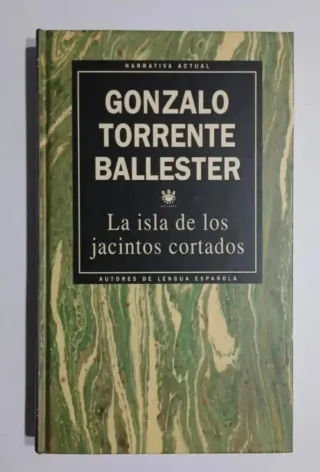 NARRATIVA ACTUAL
GONZALO
TORRENTE
BALLESTER
La isla de los
jacintos cortados
AUTORES DE LENGUA ESPAÑOLA